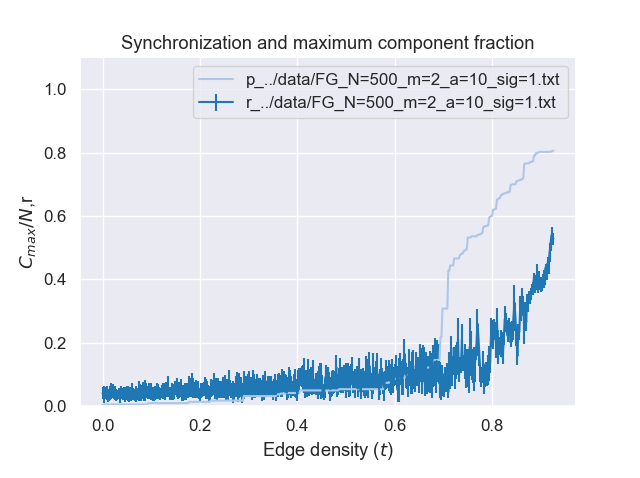 Synchronization and maximum component fraction
p_../data/FG_N=500_m=2_a=10_sig=1.txt
r_../data/FG_N=500_m=2_a=10_sig=1.txt
C_{max}/N,r
1.0
0.8
0.6
0.4
0.2
0.0
0.0 0.2 0.4 0.6 0.8
Edge density (t)